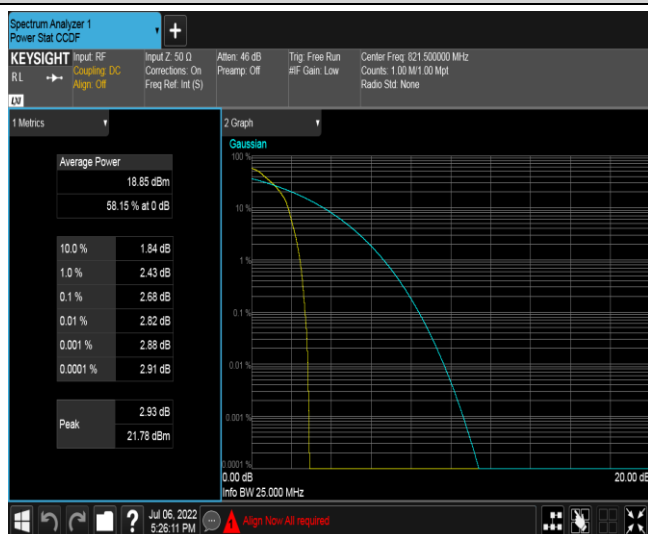 Spectrum Analyzer 1
Power Stat CCDF
KEYSIGHT
RL
LXI
Input: RF
Coupling: DC
Align: Off
Input Z: 50 Ω
Corrections: On
Freq Ref: Int (S)
Atten: 46 dB
Preamp: Off
Trig: Free Run
#IF Gain: Low
Center Freq: 821.500000 MHz
Counts: 1.00 M/1.00 Mpt
Radio Std: None
1 Metrics
Average Power
18.85 dBm
58.15 % at 0 dB
10.0 % 1.84 dB
1.0 % 2.43 dB
0.1 % 2.68 dB
0.01 % 2.82 dB
0.001 % 2.88 dB
0.0001 % 2.91 dB
Peak
2.93 dB
21.78 dBm
2 Graph
Gaussian
100 %
10 %
1 %
0.1 %
0.01 %
0.001 %
0.0001 %
0.00 dB
20.00 dB
Info BW 25.000 MHz
Jul 06, 2022
5:26:11 PM
Align Now All required